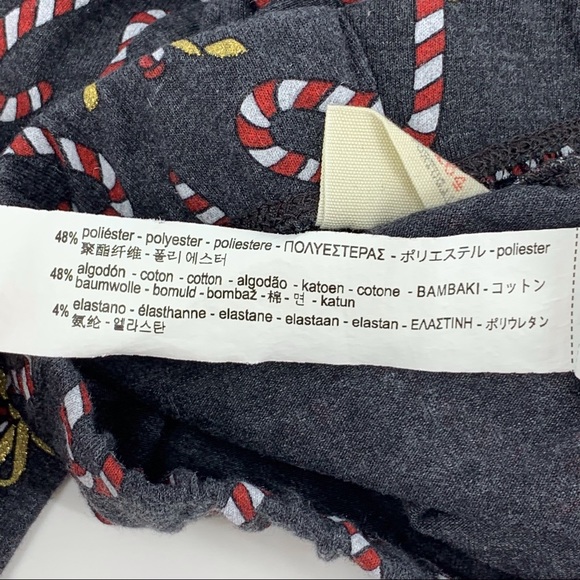 48% poliéster - polyester - poliestere - ΠΟΛΥΕΣΤΕΡΑΣ - ポリエステル - poliester
聚酯纤维 - 폴리 에스터
48% algodón - coton - cotton - algodão - katoen - cotone - BAMBAKI - コットン
baumwolle - bomuld - bombaž - 棉 - 면 - katun
4% elastano - élasthanne - elastane - elastaan - elastan - ΕΛΑΣΤΙΝΗ - ポリウレタン
氨纶 - 엘라스탄